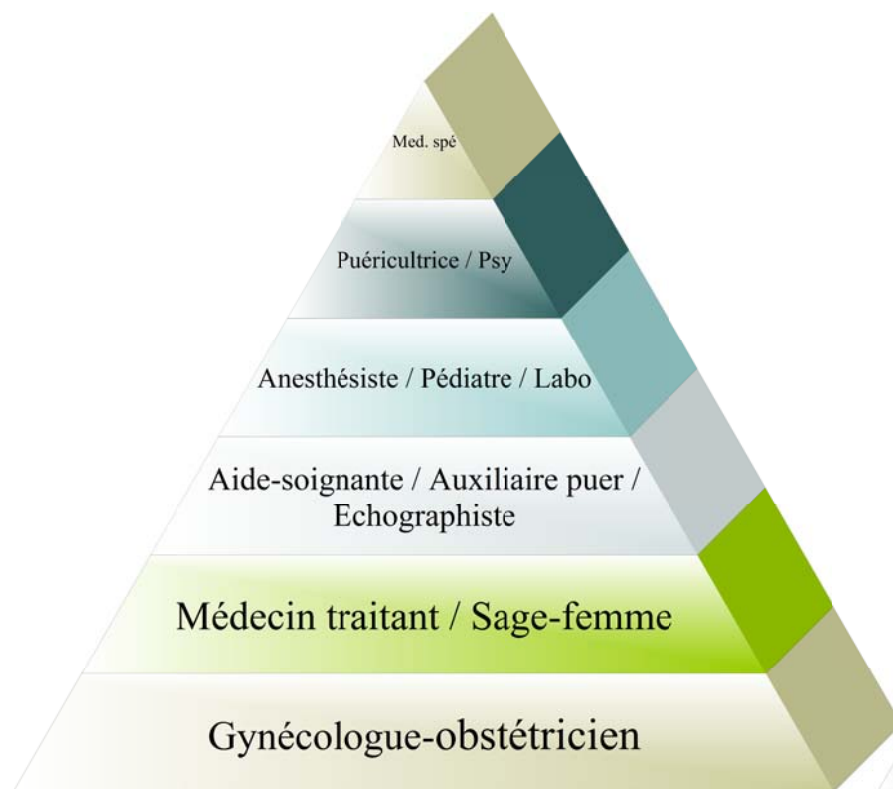 Med. spé
Puéricultrice / Psy
Anesthésiste / Pédiatre / Labo
Aide-soignante / Auxiliaire puer /
Echographiste
Médecin traitant / Sage-femme
Gynécologue-obstétricien